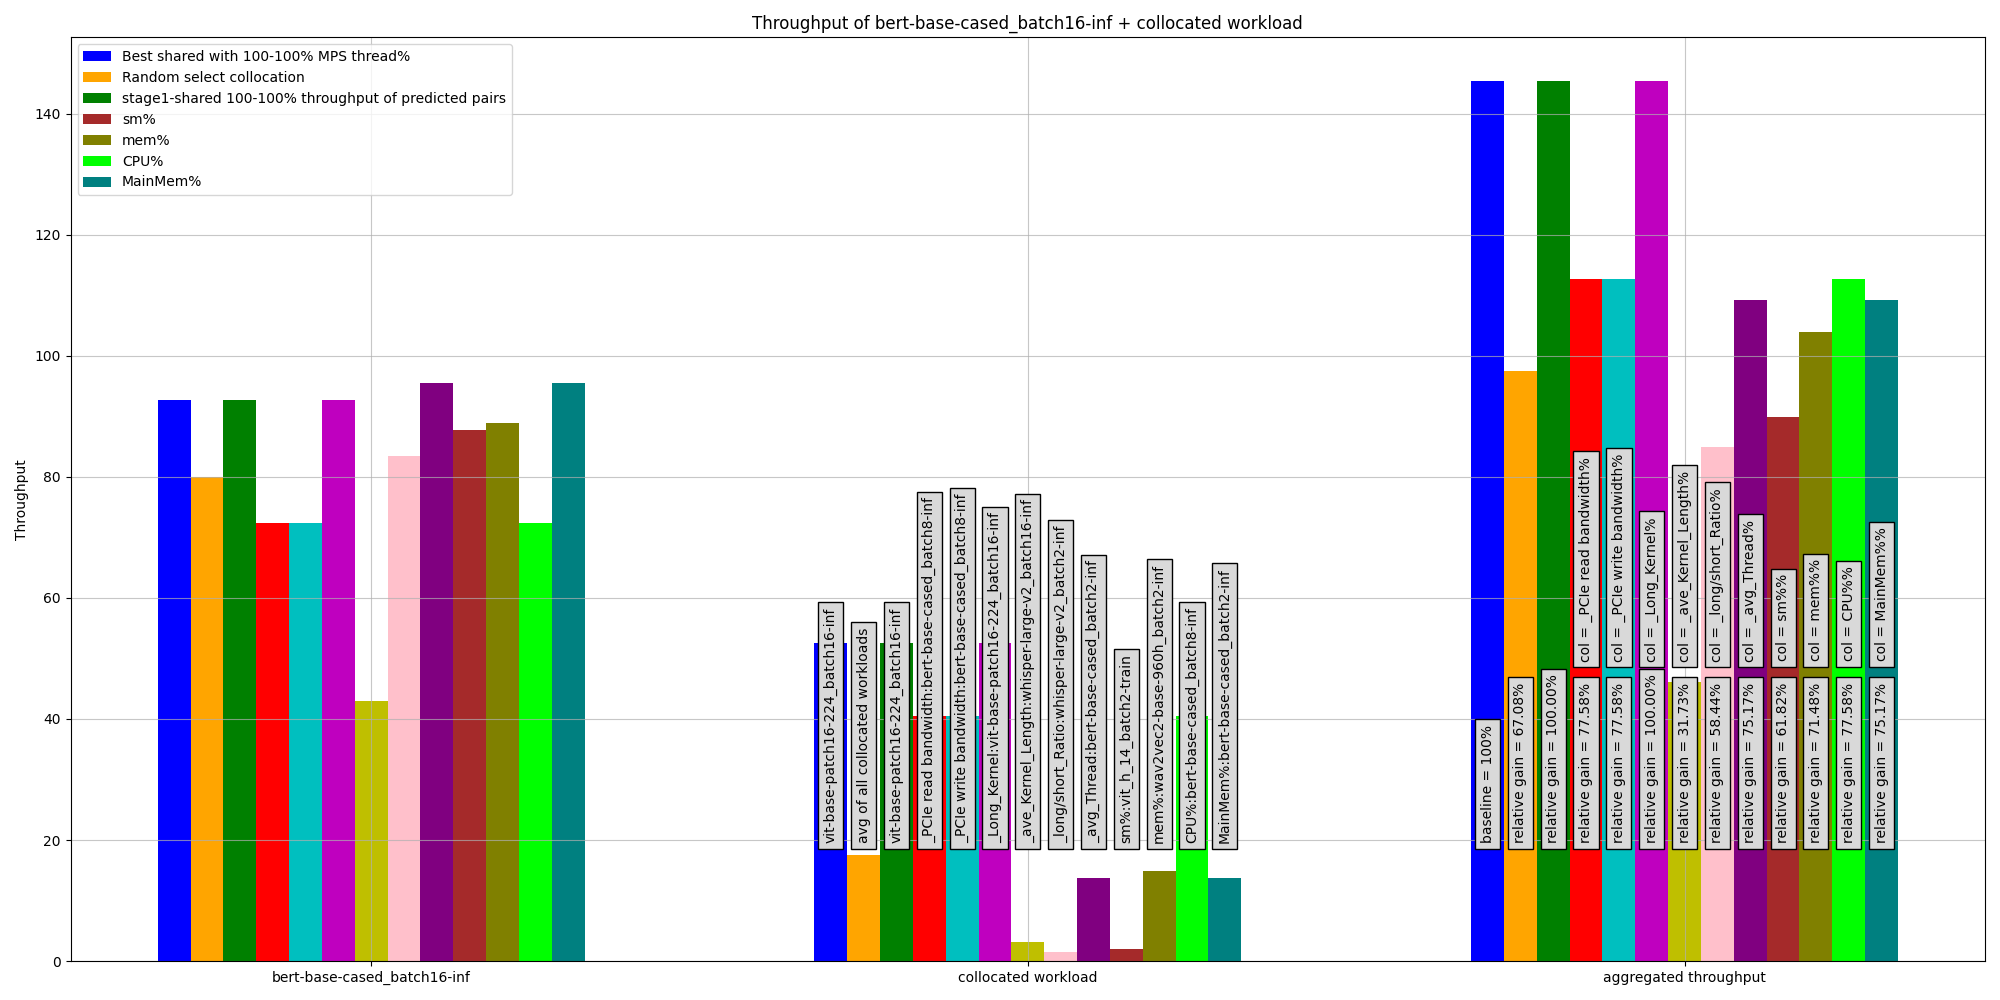 Throughput of bert-base-cased_batch16-inf + collocated workload
Best shared with 100-100% MPS thread%
Random select collocation
stage1-shared 100-100% throughput of predicted pairs
sm%
mem%
CPU%
MainMem%
Throughput
140
120
100
80
60
40
20
0
vit-base-patch16-224_batch16-inf
avg of all collocated workloads
vit-base-patch16-224_batch16-inf
_PCIe read bandwidth:bert-base-cased_batch8-inf
_PCIe write bandwidth:bert-base-cased_batch8-inf
_Long_Kernel:vit-base-patch16-224_batch16-inf
_ave_Kernel_Length:whisper-large-v2_batch16-inf
_long/short_Ratio:whisper-large-v2_batch2-inf
_avg_Thread:bert-base-cased_batch2-inf
sm%:vit_h_14_batch2-train
mem%:wav2vec2-base-960h_batch2-inf
CPU%:bert-base-cased_batch8-inf
MainMem%:bert-base-cased_batch2-inf
col = _PCIe read bandwidth%
col = _PCIe write bandwidth%
col = _Long_Kernel%
col = _ave_Kernel_Length%
col = _long/short_Ratio%
col = _avg_Thread%
col = sm%%
col = mem%%
col = CPU%%
col = MainMem%%
baseline = 100%
relative gain = 67.08%
relative gain = 100.00%
relative gain = 77.58%
relative gain = 77.58%
relative gain = 100.00%
relative gain = 31.73%
relative gain = 58.44%
relative gain = 75.17%
relative gain = 61.82%
relative gain = 71.48%
relative gain = 77.58%
relative gain = 75.17%
bert-base-cased_batch16-inf
collocated workload
aggregated throughput